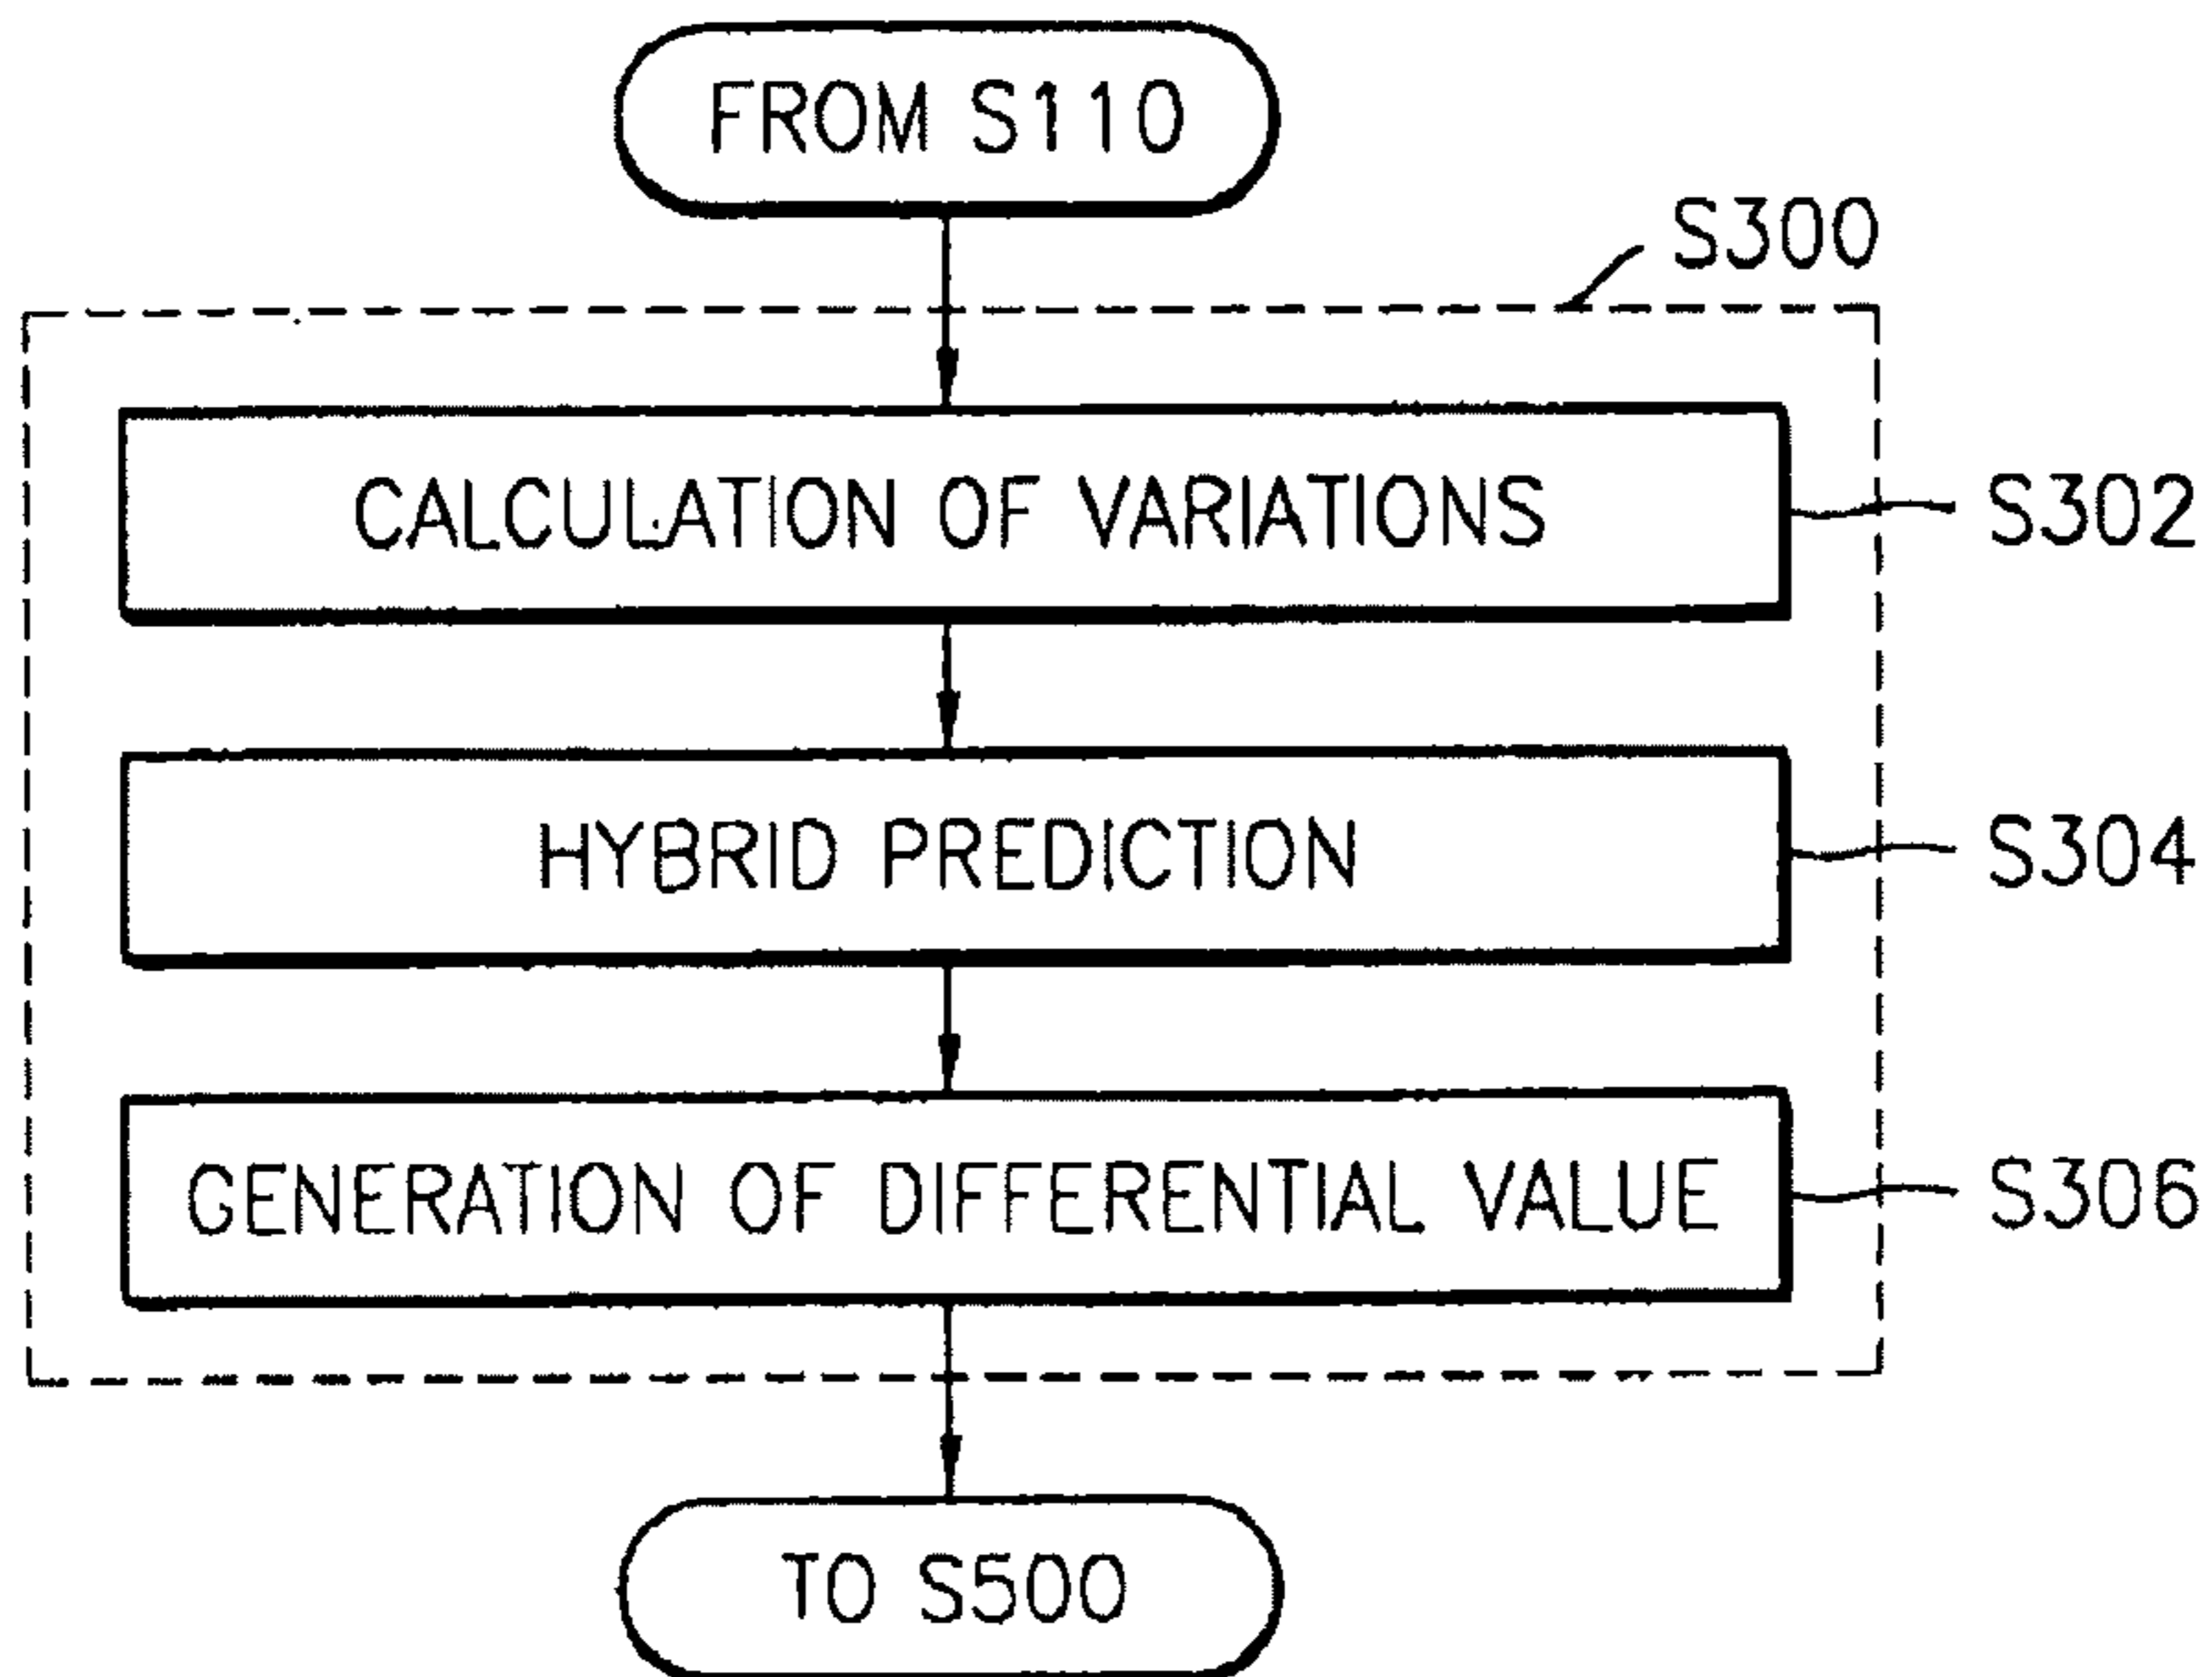 FROM S110
S300
CALCULATION OF VARIATIONS
S302
HYBRID PREDICTION
S304
GENERATION OF DIFFERENTIAL VALUE
S306
TO S500